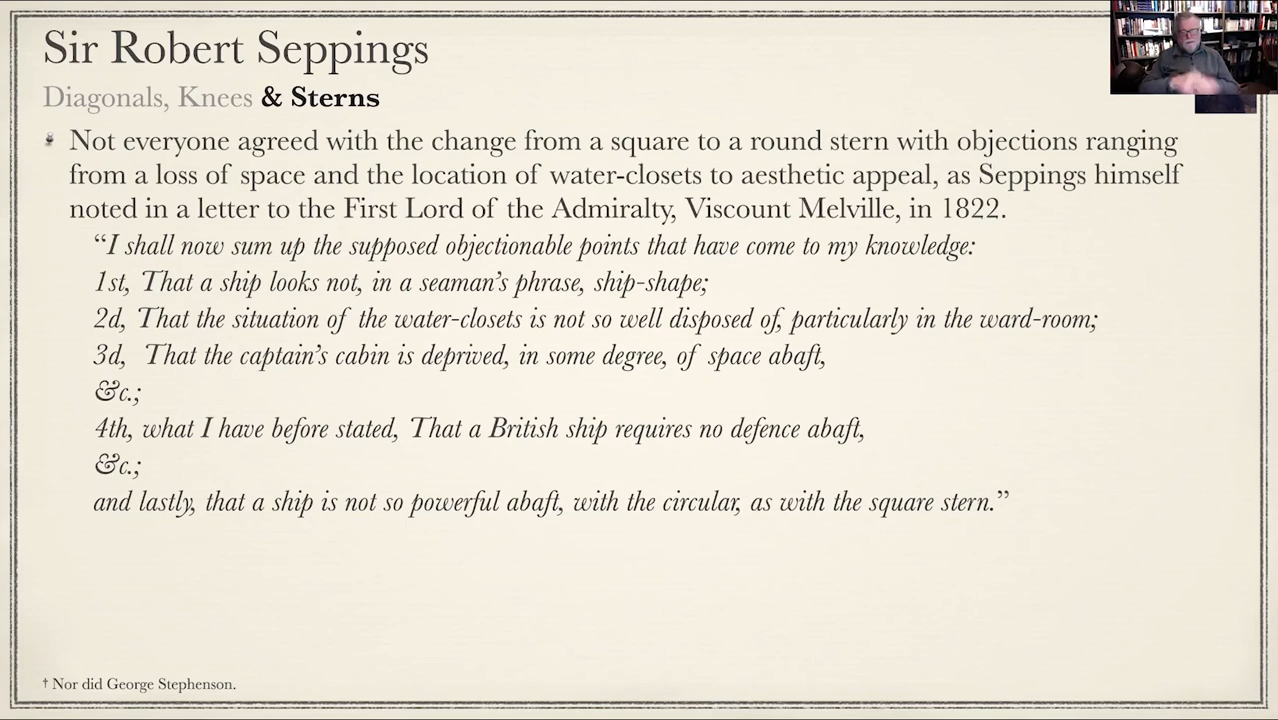 Sir Robert Seppings
Diagonals, Knees & Sterns
Not everyone agreed with the change from a square to a round stern with objections ranging
from a loss of space and the location of water-closets to aesthetic appeal, as Seppings himself
noted in a letter to the First Lord of the Admiralty, Viscount Melville, in 1822.
“I shall now sum up the supposed objectionable points that have come to my knowledge:
1st, That a ship looks not, in a seaman’s phrase, ship-shape;
2d, That the situation of the water-closets is not so well disposed of, particularly in the ward-room;
3d, That the captain’s cabin is deprived, in some degree, of space abaft,
&c.;
4th, what I have before stated, That a British ship requires no defence abaft,
&c.;
and lastly, that a ship is not so powerful abaft, with the circular, as with the square stern.”
† Nor did George Stephenson.